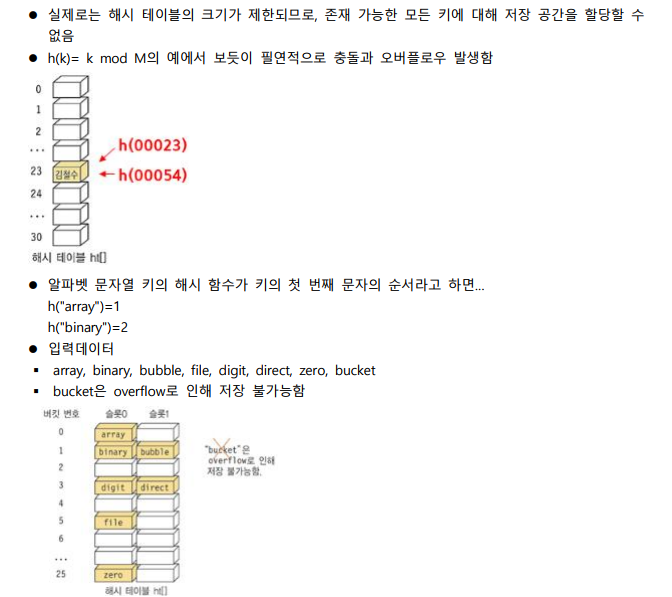 ● 실제로는 해시 테이블의 크기가 제한되므로, 존재 가능한 모든 키에 대해 저장 공간을 할당할 수
없음
● h(k)= k mod M의 예에서 보듯이 필연적으로 충돌과 오버플로우 발생함
0
1
2
...
h(00023)
23 김철수 h(00054)
24
...
30
해시 테이블 ht[]
● 알파벳 문자열 키의 해시 함수가 키의 첫 번째 문자의 순서라고 하면...
h("array")=1
h("binary")=2
● 입력데이터
▪ array, binary, bubble, file, digit, direct, zero, bucket
▪ bucket은 overflow로 인해 저장 불가능함
버킷 번호 슬롯0 슬롯1
0 array
1 binary bubble "bucket"은
overflow로 인해
2 저장 불가능함.
3 digit direct
4
5 file
6
...
25 zero
해시 테이블 ht[]